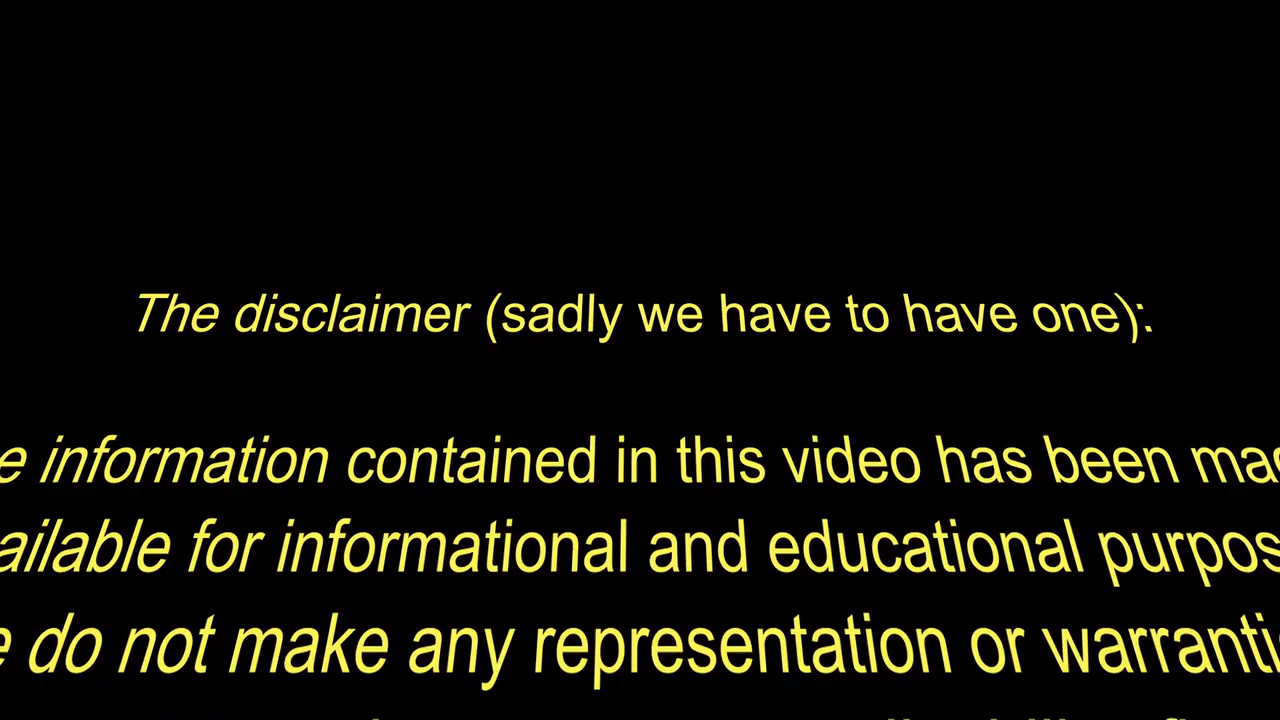 The disclaimer (sadly we have to have one):
e information contained in this video has been ma
ailable for informational and educational purpos
e do not make any representation or warranti